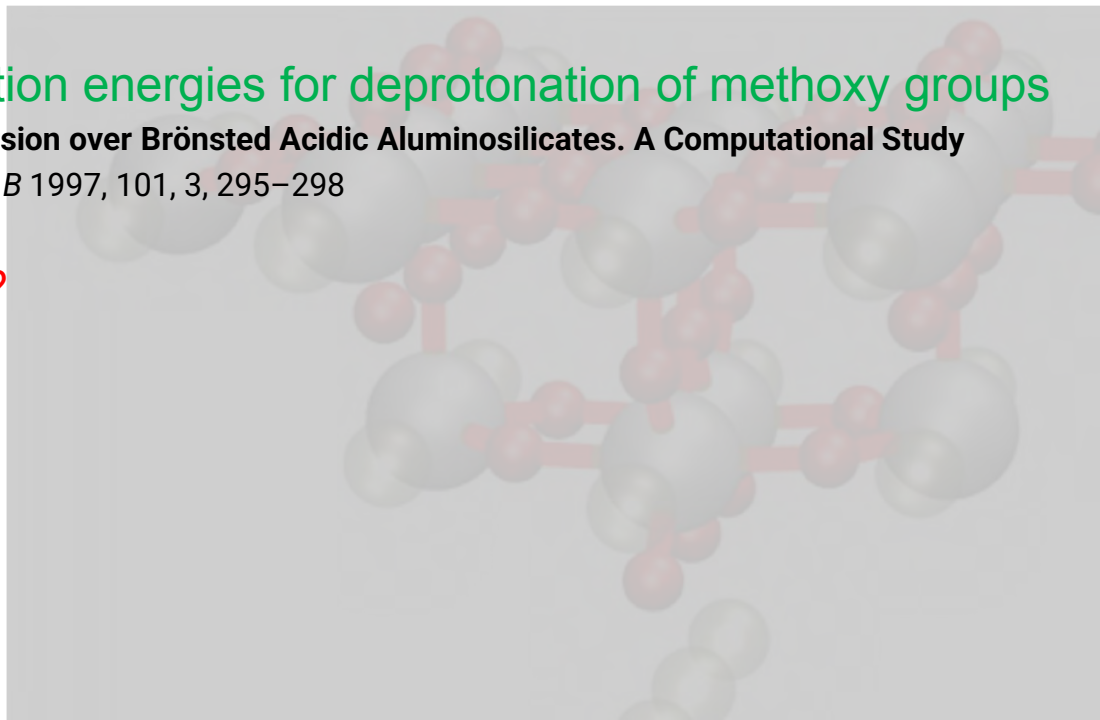 tion energies for deprotonation of methoxy groups
sion over Brönsted Acidic Aluminosilicates. A Computational Study
B 1997, 101, 3, 295–298